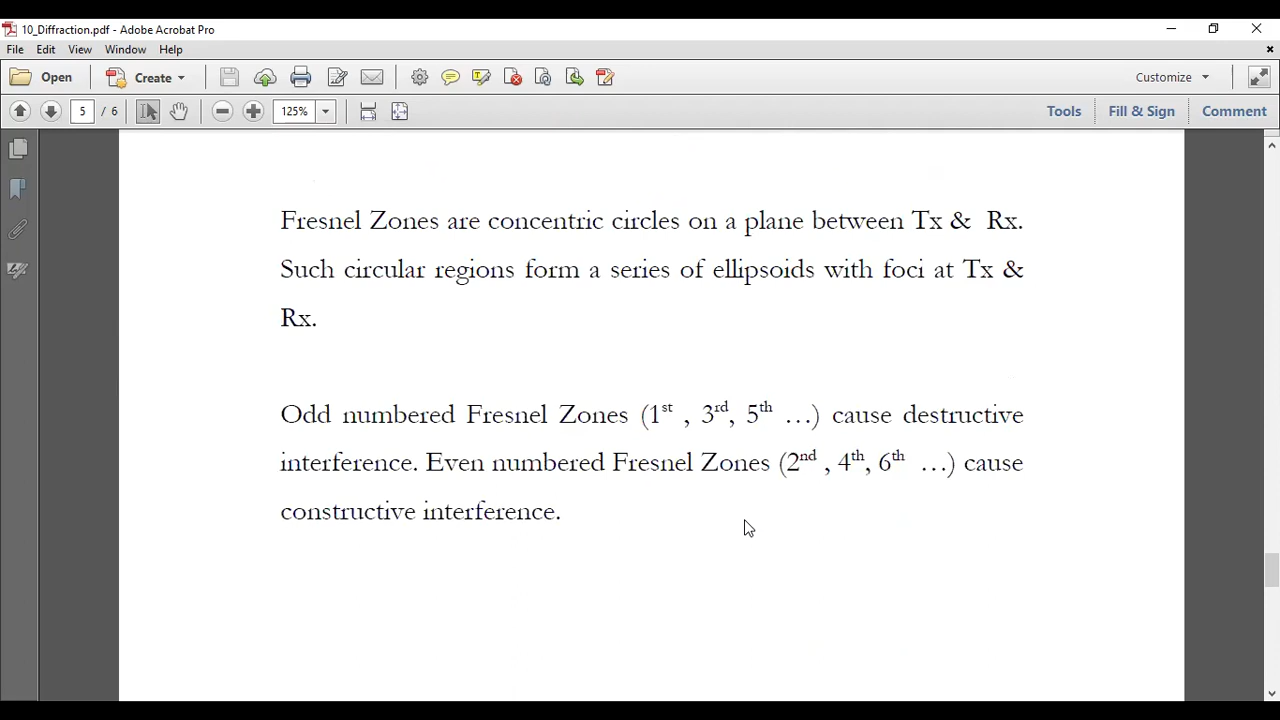 10_Diffraction.pdf - Adobe Acrobat Pro
File Edit View Window Help
Open Create Customize
5 / 6 125% Tools Fill & Sign Comment
Fresnel Zones are concentric circles on a plane between Tx & Rx.
Such circular regions form a series of ellipsoids with foci at Tx &
Rx.
Odd numbered Fresnel Zones (1st , 3rd, 5th …) cause destructive
interference. Even numbered Fresnel Zones (2nd , 4th, 6th …) cause
constructive interference.